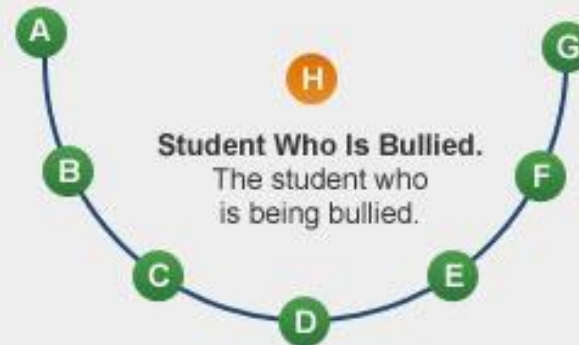 A
G
H
Student Who Is Bullied.
The student who
is being bullied.
B
F
C
E
D